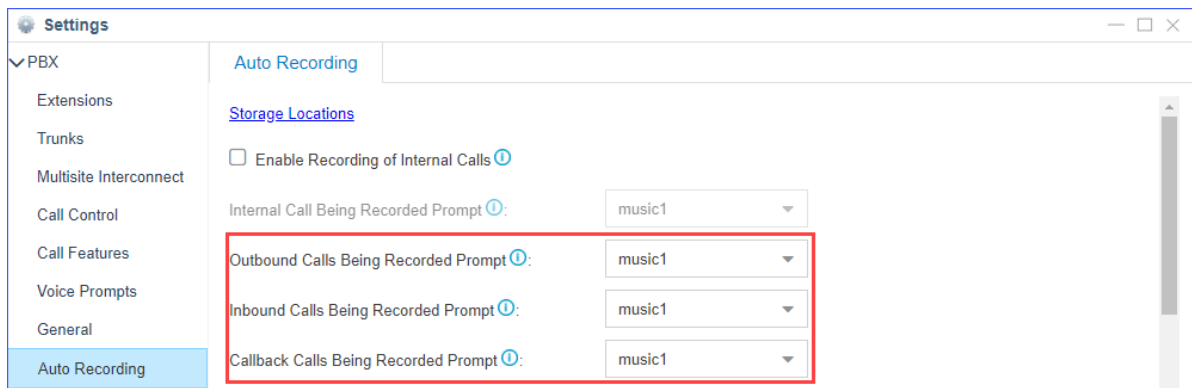 Settings
PBX
Auto Recording
Extensions
Storage Locations
Trunks
Enable Recording of Internal Calls
Multisite Interconnect
Call Control
Internal Call Being Recorded Prompt : music1
Call Features
Outbound Calls Being Recorded Prompt : music1
Voice Prompts
Inbound Calls Being Recorded Prompt : music1
General
Callback Calls Being Recorded Prompt : music1
Auto Recording